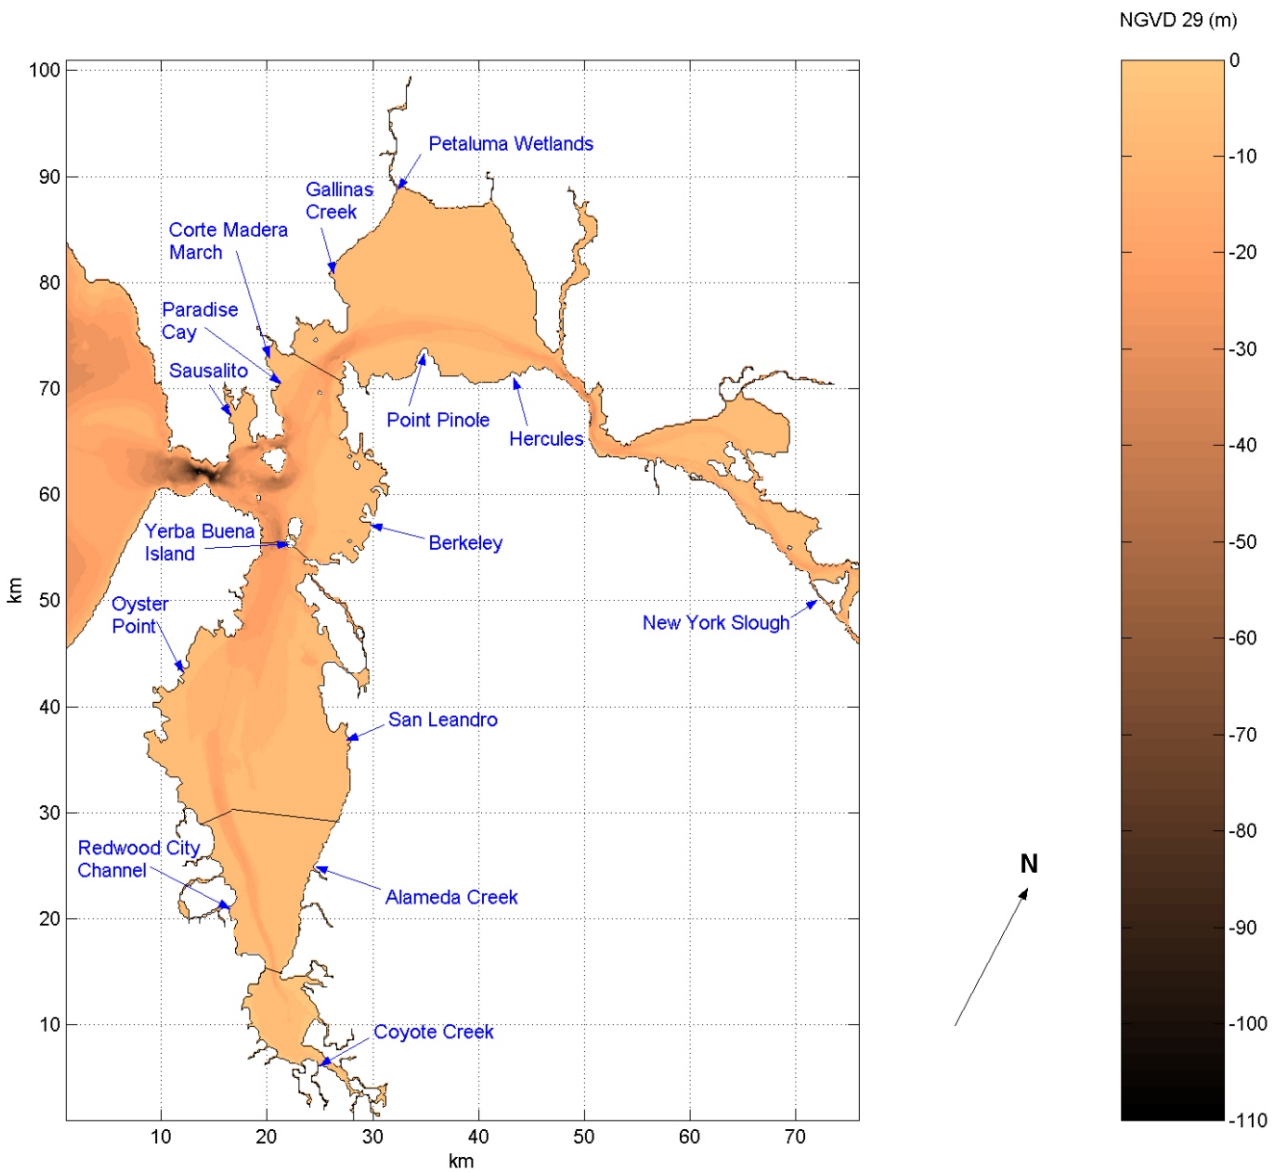 NGVD 29 (m)
100
90
80
70
60
50
40
30
20
10
km
10
20
30
40
50
60
70
km
Petaluma Wetlands
Gallinas
Creek
Corte Madera
March
Paradise
Cay
Sausalito
Point Pinole
Hercules
Yerba Buena
Island
Berkeley
Oyster
Point
New York Slough
San Leandro
Redwood City
Channel
Alameda Creek
Coyote Creek
N
0
-10
-20
-30
-40
-50
-60
-70
-80
-90
-100
-110